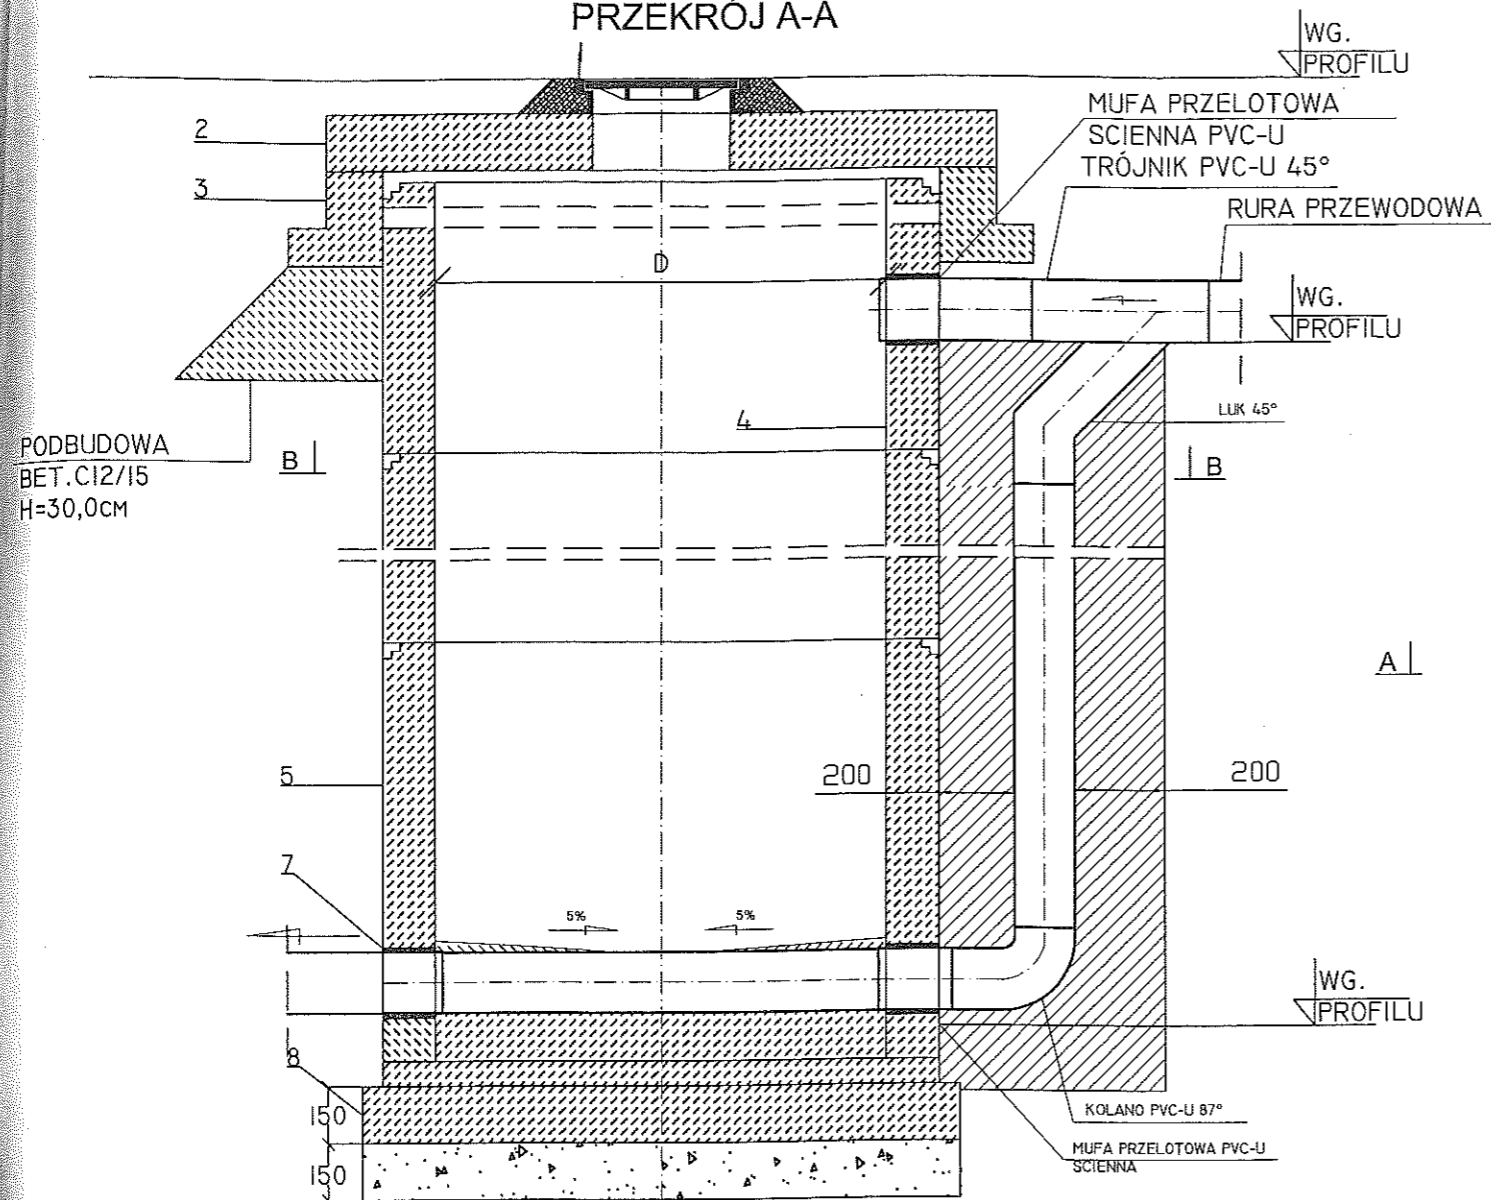 PRZEKRÓJ A-A
WG.
PROFILU
MUFA PRZELOTOWA
SCIENNA PVC-U
TRÓJNIK PVC-U 45°
RURA PRZEWODOWA
2
3
D
WG.
PROFILU
4
LUK 45°
PODBUDOWA
BET.C12/15
H=30,0CM
B
B
A
5
200
200
7
5%
5%
WG.
PROFILU
8
150
150
KOLANO PVC-U 87°
MUFA PRZELOTOWA PVC-U
SCIENNA